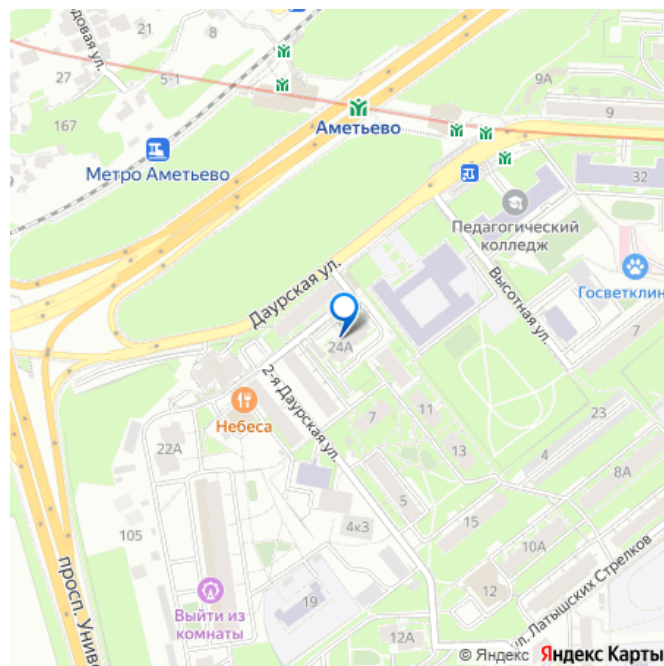 довая ул.
21
8
27
5-1
167
9А
9
Аметьево
Метро Аметьево
9
32
Педагогический
колледж
Даурская ул.
Высотная ул.
Госветклин
7
24А
2-я Даурская ул.
Небеса
7
11
23
22А
13
4
8А
5
15
105
4к3
10А
просп. Униве
Выйти из
комнаты
19
12
ул. Латышских Стрелков
12А
© Яндекс Яндекс Карты